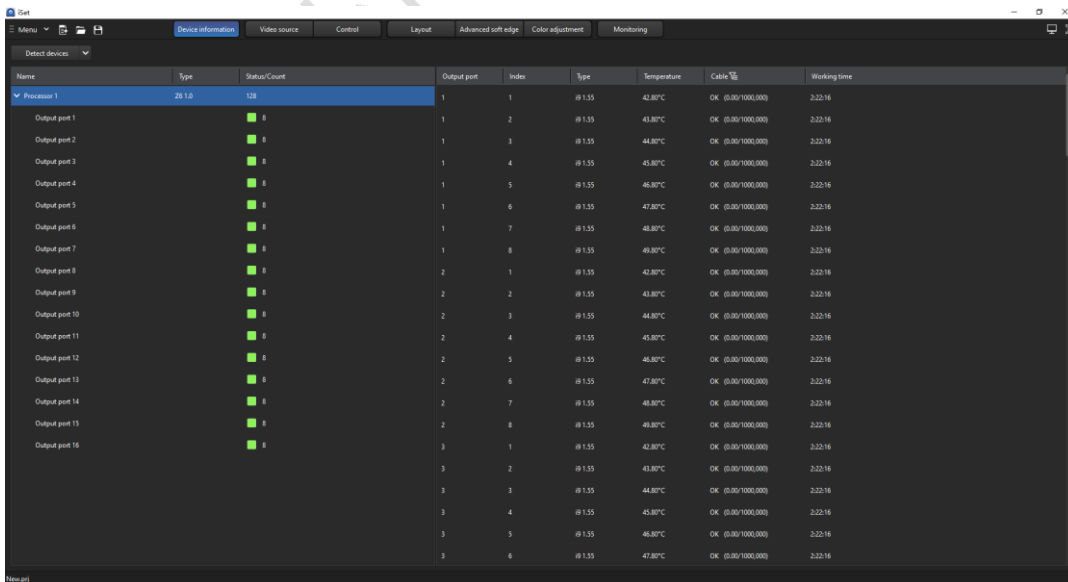 iSet
Menu Device information Video source Control Layout Advanced soft edge Color adjustment Monitoring
Detect devices
Name Type Status/Count Output port Index Type Temperature Cable Working time
Processor 1 Z6 1.0 128 1 1 i9 1.55 42.80°C OK (0.00/1000,000) 2:22:16
Output port 1 8 1 2 i9 1.55 43.80°C OK (0.00/1000,000) 2:22:16
Output port 2 8 1 3 i9 1.55 44.80°C OK (0.00/1000,000) 2:22:16
Output port 3 8 1 4 i9 1.55 45.80°C OK (0.00/1000,000) 2:22:16
Output port 4 8 1 5 i9 1.55 46.80°C OK (0.00/1000,000) 2:22:16
Output port 5 8 1 6 i9 1.55 47.80°C OK (0.00/1000,000) 2:22:16
Output port 6 8 1 7 i9 1.55 48.80°C OK (0.00/1000,000) 2:22:16
Output port 7 8 1 8 i9 1.55 49.80°C OK (0.00/1000,000) 2:22:16
Output port 8 8 2 1 i9 1.55 42.80°C OK (0.00/1000,000) 2:22:16
Output port 9 8 2 2 i9 1.55 43.80°C OK (0.00/1000,000) 2:22:16
Output port 10 8 2 3 i9 1.55 44.80°C OK (0.00/1000,000) 2:22:16
Output port 11 8 2 4 i9 1.55 45.80°C OK (0.00/1000,000) 2:22:16
Output port 12 8 2 5 i9 1.55 46.80°C OK (0.00/1000,000) 2:22:16
Output port 13 8 2 6 i9 1.55 47.80°C OK (0.00/1000,000) 2:22:16
Output port 14 8 2 7 i9 1.55 48.80°C OK (0.00/1000,000) 2:22:16
Output port 15 8 2 8 i9 1.55 49.80°C OK (0.00/1000,000) 2:22:16
Output port 16 8 3 1 i9 1.55 42.80°C OK (0.00/1000,000) 2:22:16
3 2 i9 1.55 43.80°C OK (0.00/1000,000) 2:22:16
3 3 i9 1.55 44.80°C OK (0.00/1000,000) 2:22:16
3 4 i9 1.55 45.80°C OK (0.00/1000,000) 2:22:16
3 5 i9 1.55 46.80°C OK (0.00/1000,000) 2:22:16
3 6 i9 1.55 47.80°C OK (0.00/1000,000) 2:22:16
New.prj